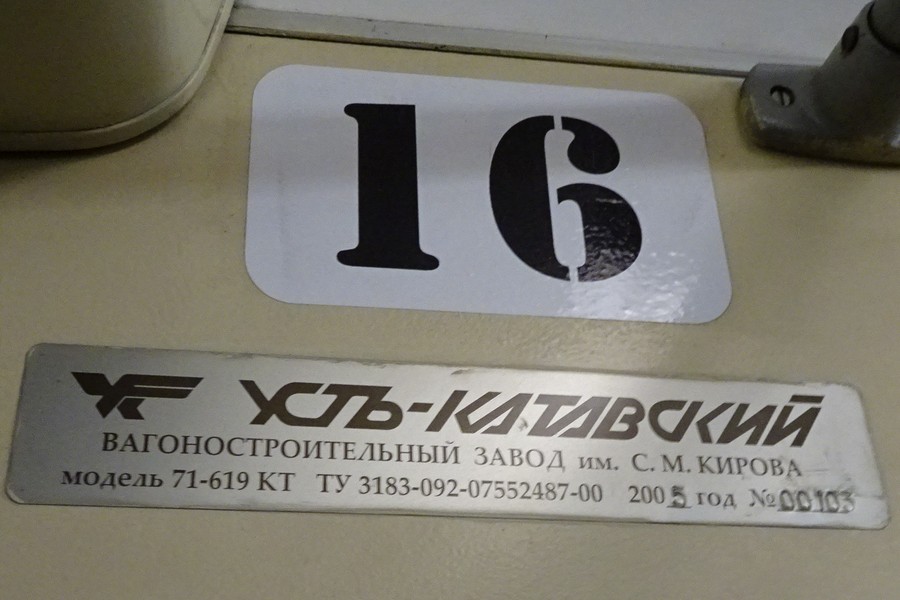 16
УСТЬ-КАТАВСКИЙ
ВАГОНОСТРОИТЕЛЬНЫЙ ЗАВОД им. С. М. КИРОВА
модель 71-619 КТ ТУ 3183-092-07552487-00 2005 год №00103